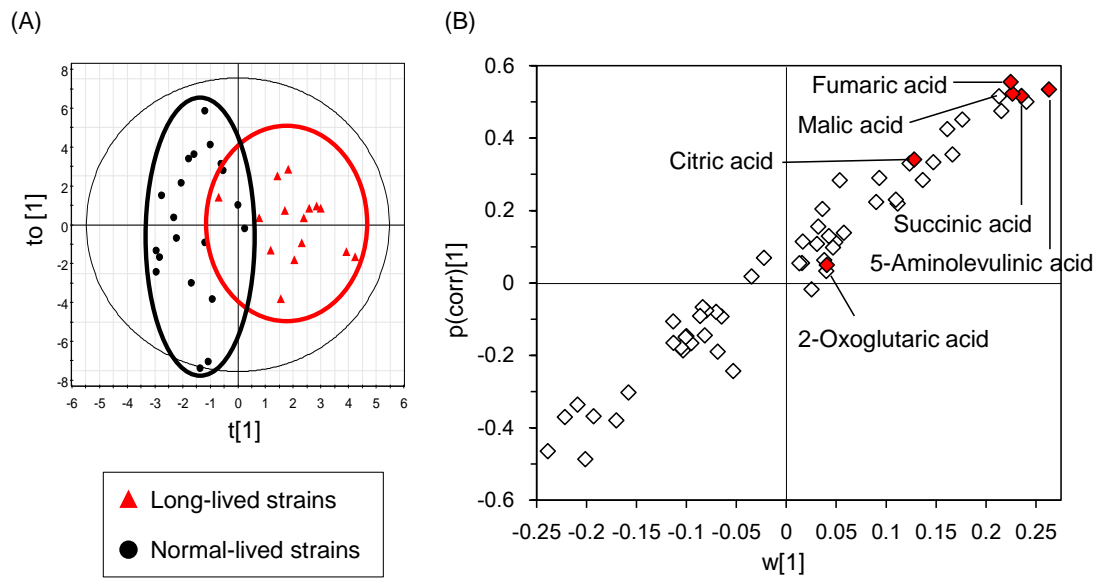 (A)
to [1]
8
6
4
2
0
-2
-4
-6
-8
-6 -5 -4 -3 -2 -1 0 1 2 3 4 5 6
t[1]
Long-lived strains
Normal-lived strains
(B)
p(corr)[1]
0.6
0.4
0.2
0
-0.2
-0.4
-0.6
Fumaric acid
Malic acid
Citric acid
Succinic acid
5-Aminolevulinic acid
2-Oxoglutaric acid
-0.25 -0.2 -0.15 -0.1 -0.05 0 0.05 0.1 0.15 0.2 0.25
w[1]